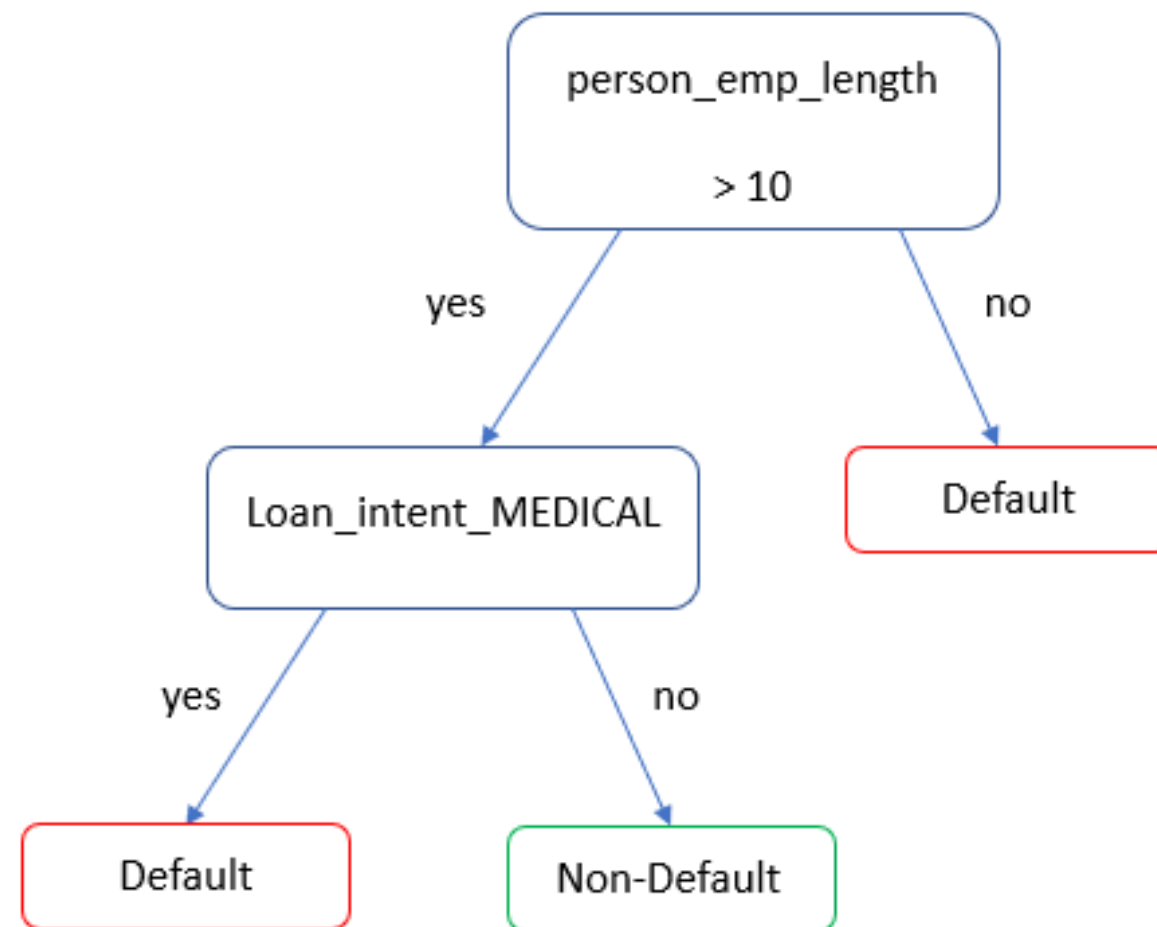 person_emp_length
> 10
yes
no
Loan_intent_MEDICAL
Default
yes
no
Default
Non-Default